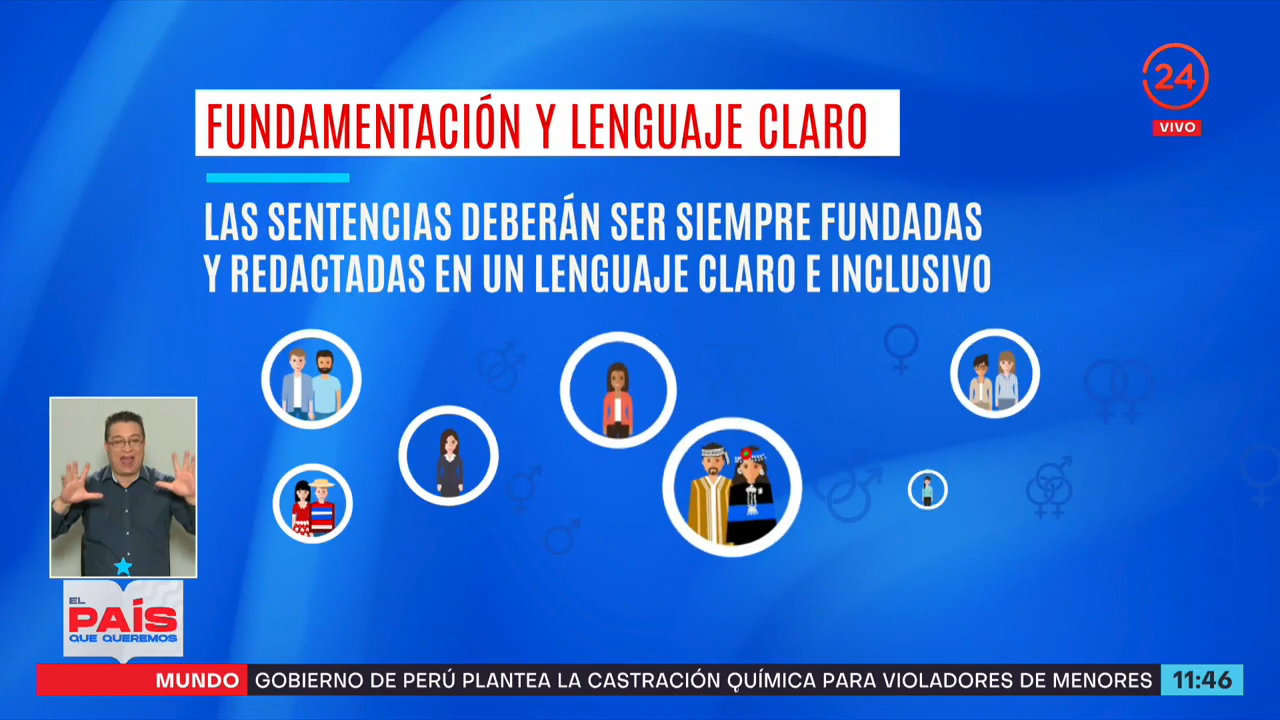 24
VIVO
FUNDAMENTACIÓN Y LENGUAJE CLARO
LAS SENTENCIAS DEBERÁN SER SIEMPRE FUNDADAS
Y REDACTADAS EN UN LENGUAJE CLARO E INCLUSIVO
EL
PAÍS
QUE QUEREMOS
MUNDO GOBIERNO DE PERÚ PLANTEA LA CASTRACIÓN QUÍMICA PARA VIOLADORES DE MENORES 11:46